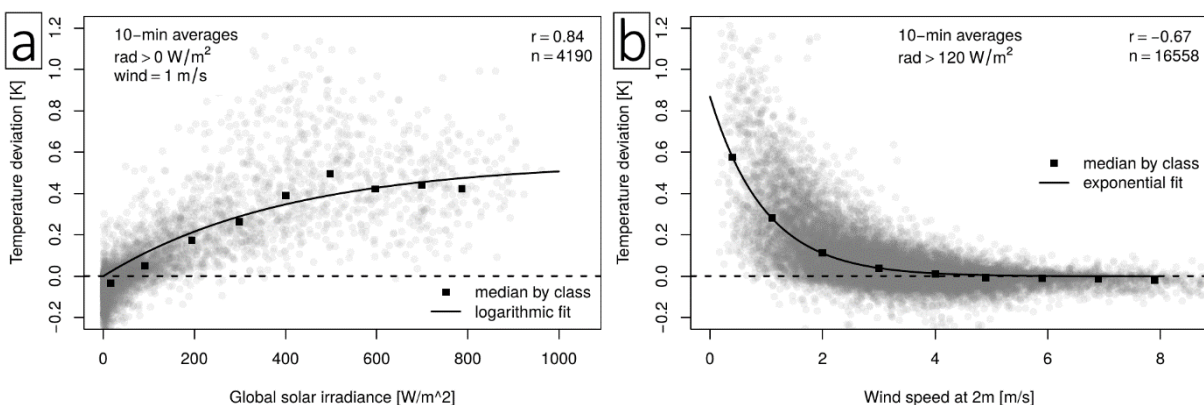 a
10−min averages
rad > 0 W/m²
wind = 1 m/s
r = 0.84
n = 4190
Temperature deviation [K]
1.2
1.0
0.8
0.6
0.4
0.2
0.0
−0.2
median by class
logarithmic fit
0 200 400 600 800 1000
Global solar irradiance [W/m^2]
b
10−min averages
rad > 120 W/m²
r = −0.67
n = 16558
Temperature deviation [K]
1.2
1.0
0.8
0.6
0.4
0.2
0.0
−0.2
median by class
exponential fit
0 2 4 6 8
Wind speed at 2m [m/s]